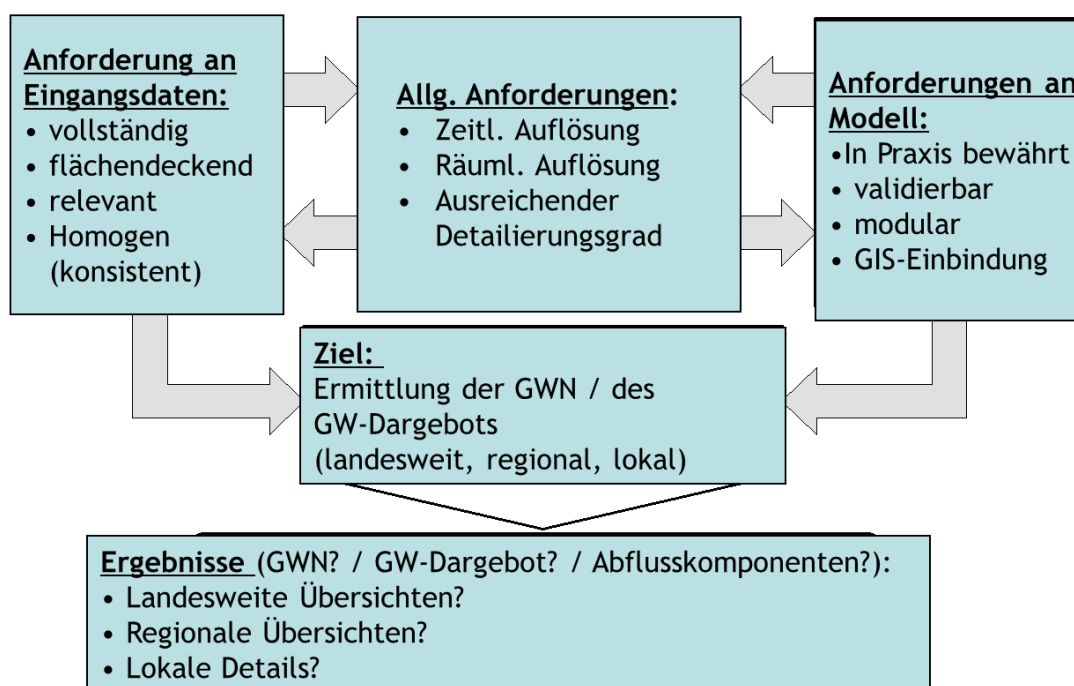 Anforderung an
Eingangsdaten:
• vollständig
• flächendeckend
• relevant
• Homogen
(konsistent)
Allg. Anforderungen:
• Zeitl. Auflösung
• Räuml. Auflösung
• Ausreichender
Detailierungsgrad
Anforderungen an
Modell:
•In Praxis bewährt
• validierbar
• modular
• GIS-Einbindung
Ziel:
Ermittlung der GWN / des
GW-Dargebots
(landesweit, regional, lokal)
Ergebnisse (GWN? / GW-Dargebot? / Abflusskomponenten?):
• Landesweite Übersichten?
• Regionale Übersichten?
• Lokale Details?